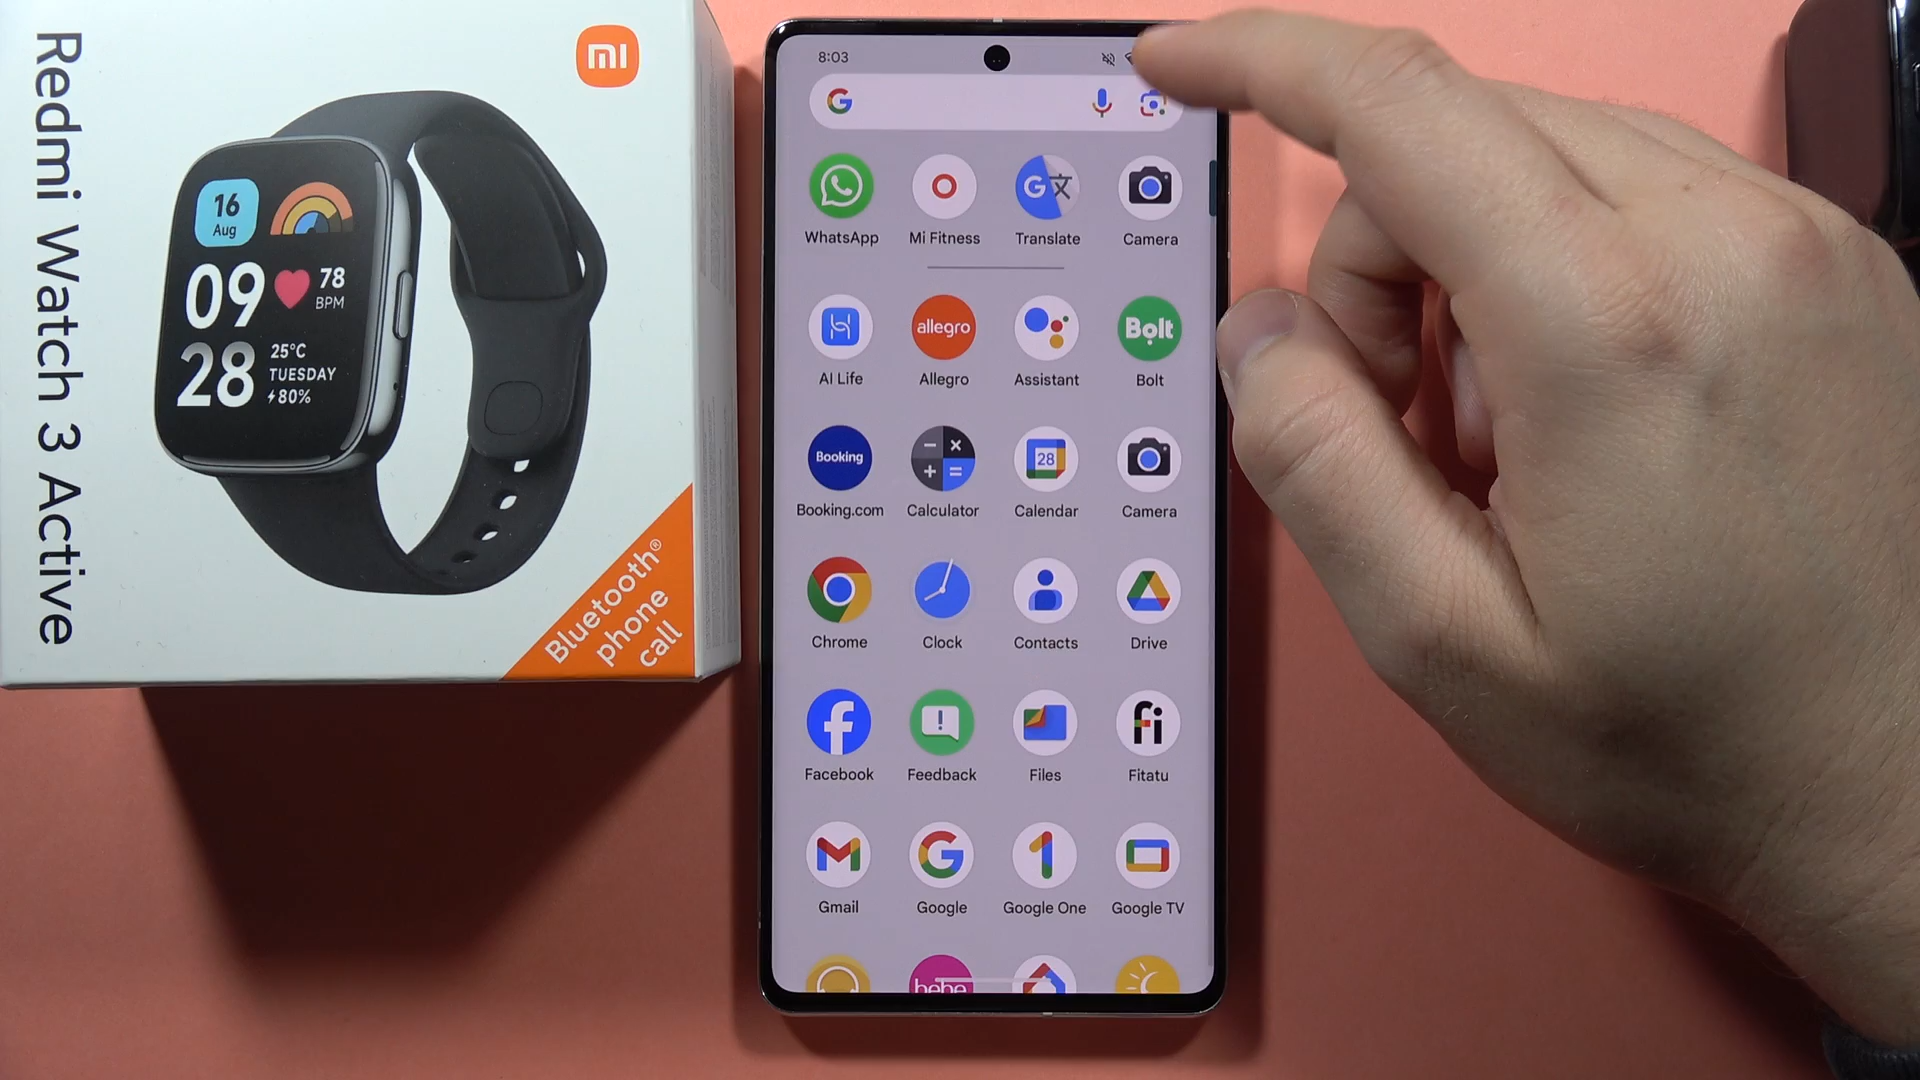 Redmi Watch 3 Active
mi
16
Aug
09
28
78
BPM
25°C
TUESDAY
80%
Bluetooth®
phone
call
8:03
G
WhatsApp
Mi Fitness
Translate
Camera
allegro
Bolt
AI Life
Allegro
Assistant
Bolt
Booking
28
Booking.com
Calculator
Calendar
Camera
Chrome
Clock
Contacts
Drive
fi
Facebook
Feedback
Files
Fitatu
Gmail
Google
Google One
Google TV
bebe